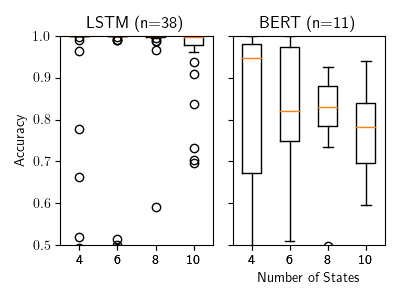 LSTM (n=38)
BERT (n=11)
1.0
0.9
0.8
0.7
0.6
0.5
Accuracy
4 6 8 10
4 6 8 10
Number of States